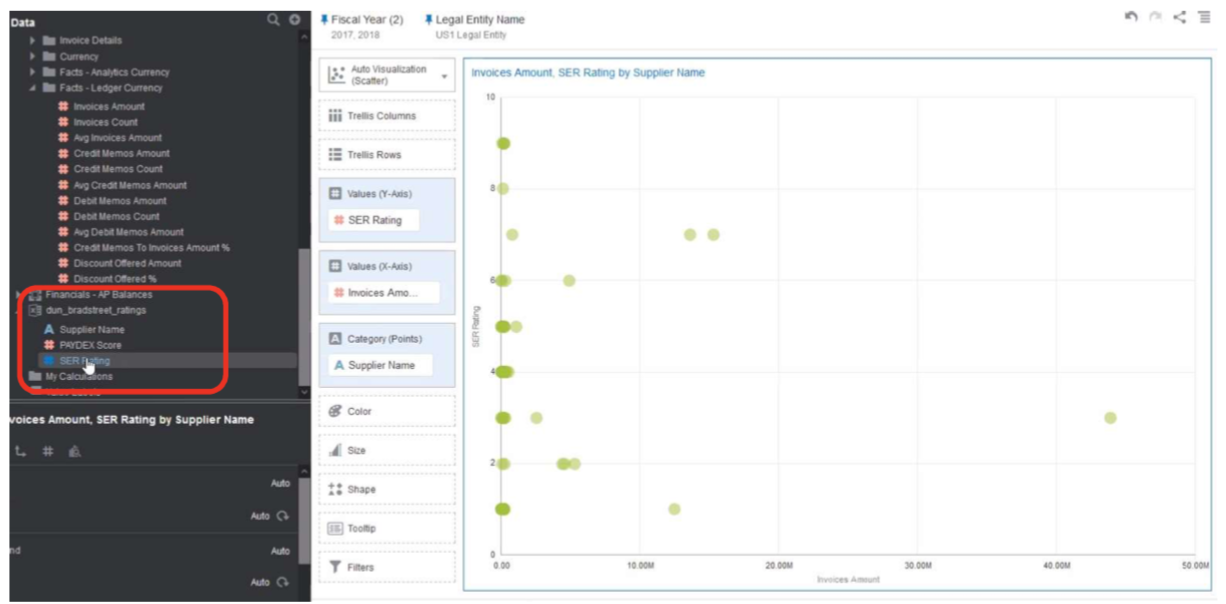 Data
Invoice Details
Currency
Facts - Analytics Currency
Facts - Ledger Currency
Invoices Amount
Invoices Count
Avg Invoices Amount
Credit Memos Amount
Credit Memos Count
Avg Credit Memos Amount
Debit Memos Amount
Debit Memos Count
Avg Debit Memos Amount
Credit Memos To Invoices Amount %
Discount Offered Amount
Discount Offered %
Financials - AP Balances
dun_bradstreet_ratings
A Supplier Name
PAYDEX Score
SER Rating
My Calculations
voices Amount, SER Rating by Supplier Name
Auto
Auto
nd Auto
Auto
Fiscal Year (2) Legal Entity Name
2017, 2018 US1 Legal Entity
Auto Visualization
(Scatter)
Trellis Columns
Trellis Rows
Values (Y-Axis)
SER Rating
Values (X-Axis)
Invoices Amo...
A Category (Points)
A Supplier Name
Color
Size
Shape
Tooltip
Filters
Invoices Amount, SER Rating by Supplier Name
10
8
6
4
2
0
SER Rating
0.00 10.00M 20.00M 30.00M 40.00M 50.00M
Invoices Amount